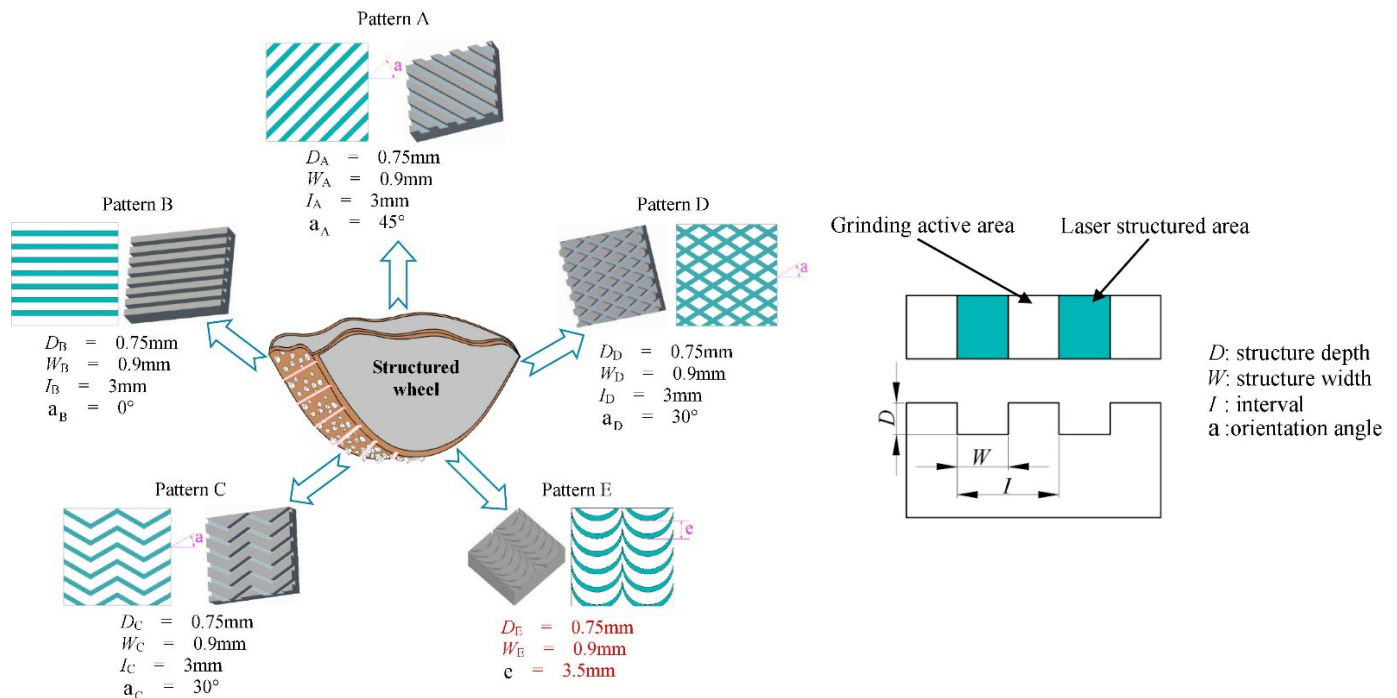 Pattern A
a
D_A = 0.75mm
W_A = 0.9mm
I_A = 3mm
a_A = 45°
Pattern B
D_B = 0.75mm
W_B = 0.9mm
I_B = 3mm
a_B = 0°
Pattern D
a
D_D = 0.75mm
W_D = 0.9mm
I_D = 3mm
a_D = 30°
Structured
wheel
Pattern C
a
D_C = 0.75mm
W_C = 0.9mm
I_C = 3mm
a_C = 30°
Pattern E
e
D_E = 0.75mm
W_E = 0.9mm
e = 3.5mm
Grinding active area
Laser structured area
D
W
I
D: structure depth
W: structure width
I : interval
a :orientation angle